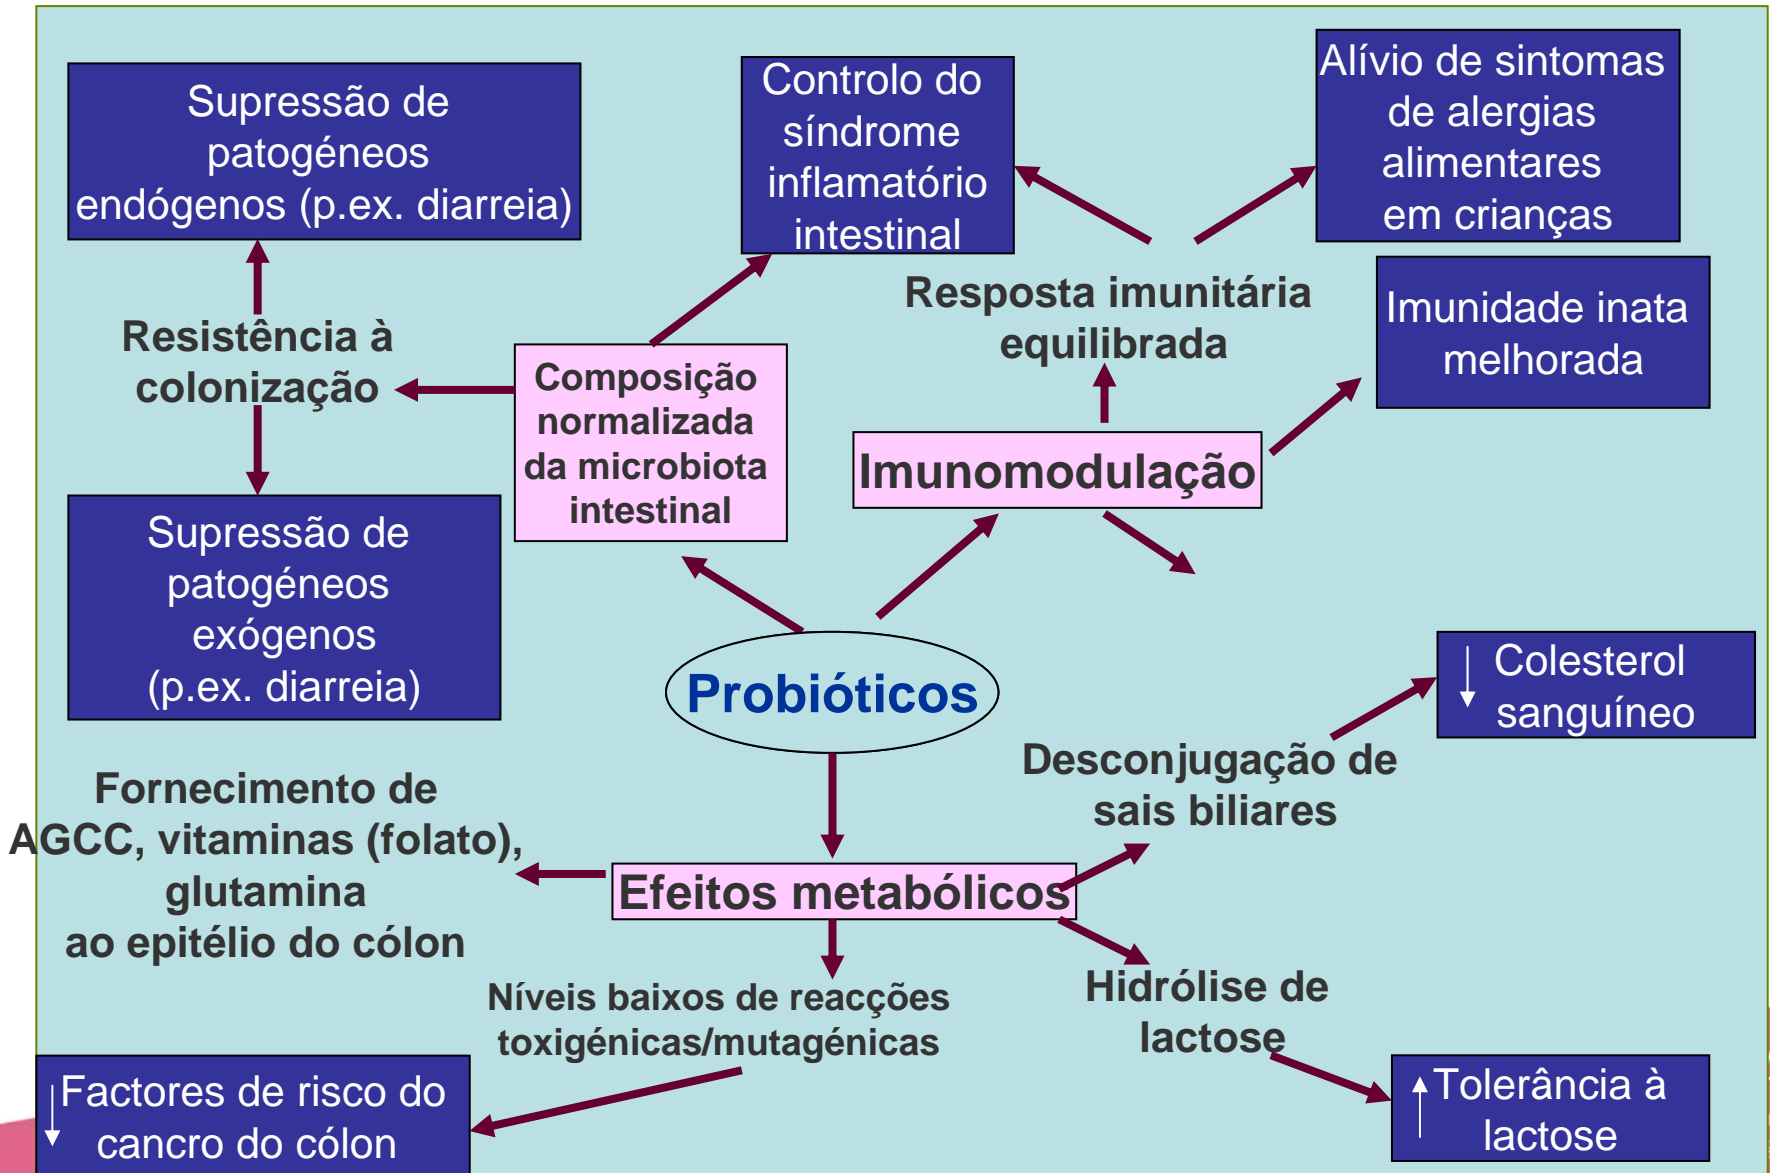 Supressão de
patogéneos
endógenos (p.ex. diarreia)
Controlo do
síndrome
inflamatório
intestinal
Alívio de sintomas
de alergias
alimentares
em crianças
Resposta imunitária
equilibrada
Imunidade inata
melhorada
Resistência à
colonização
Composição
normalizada
da microbiota
intestinal
Imunomodulação
Supressão de
patogéneos
exógenos
(p.ex. diarreia)
Probióticos
↓ Colesterol
sanguíneo
Desconjugação de
sais biliares
Fornecimento de
AGCC, vitaminas (folato),
glutamina
ao epitélio do cólon
Efeitos metabólicos
Níveis baixos de reacções
toxigénicas/mutagénicas
Hidrólise de
lactose
↓ Factores de risco do
cancro do cólon
↑ Tolerância à
lactose